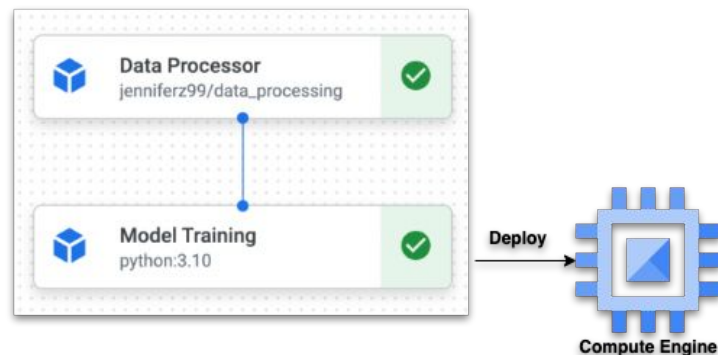 Data Processor
jenniferz99/data_processing
Model Training
python:3.10
Deploy
Compute Engine